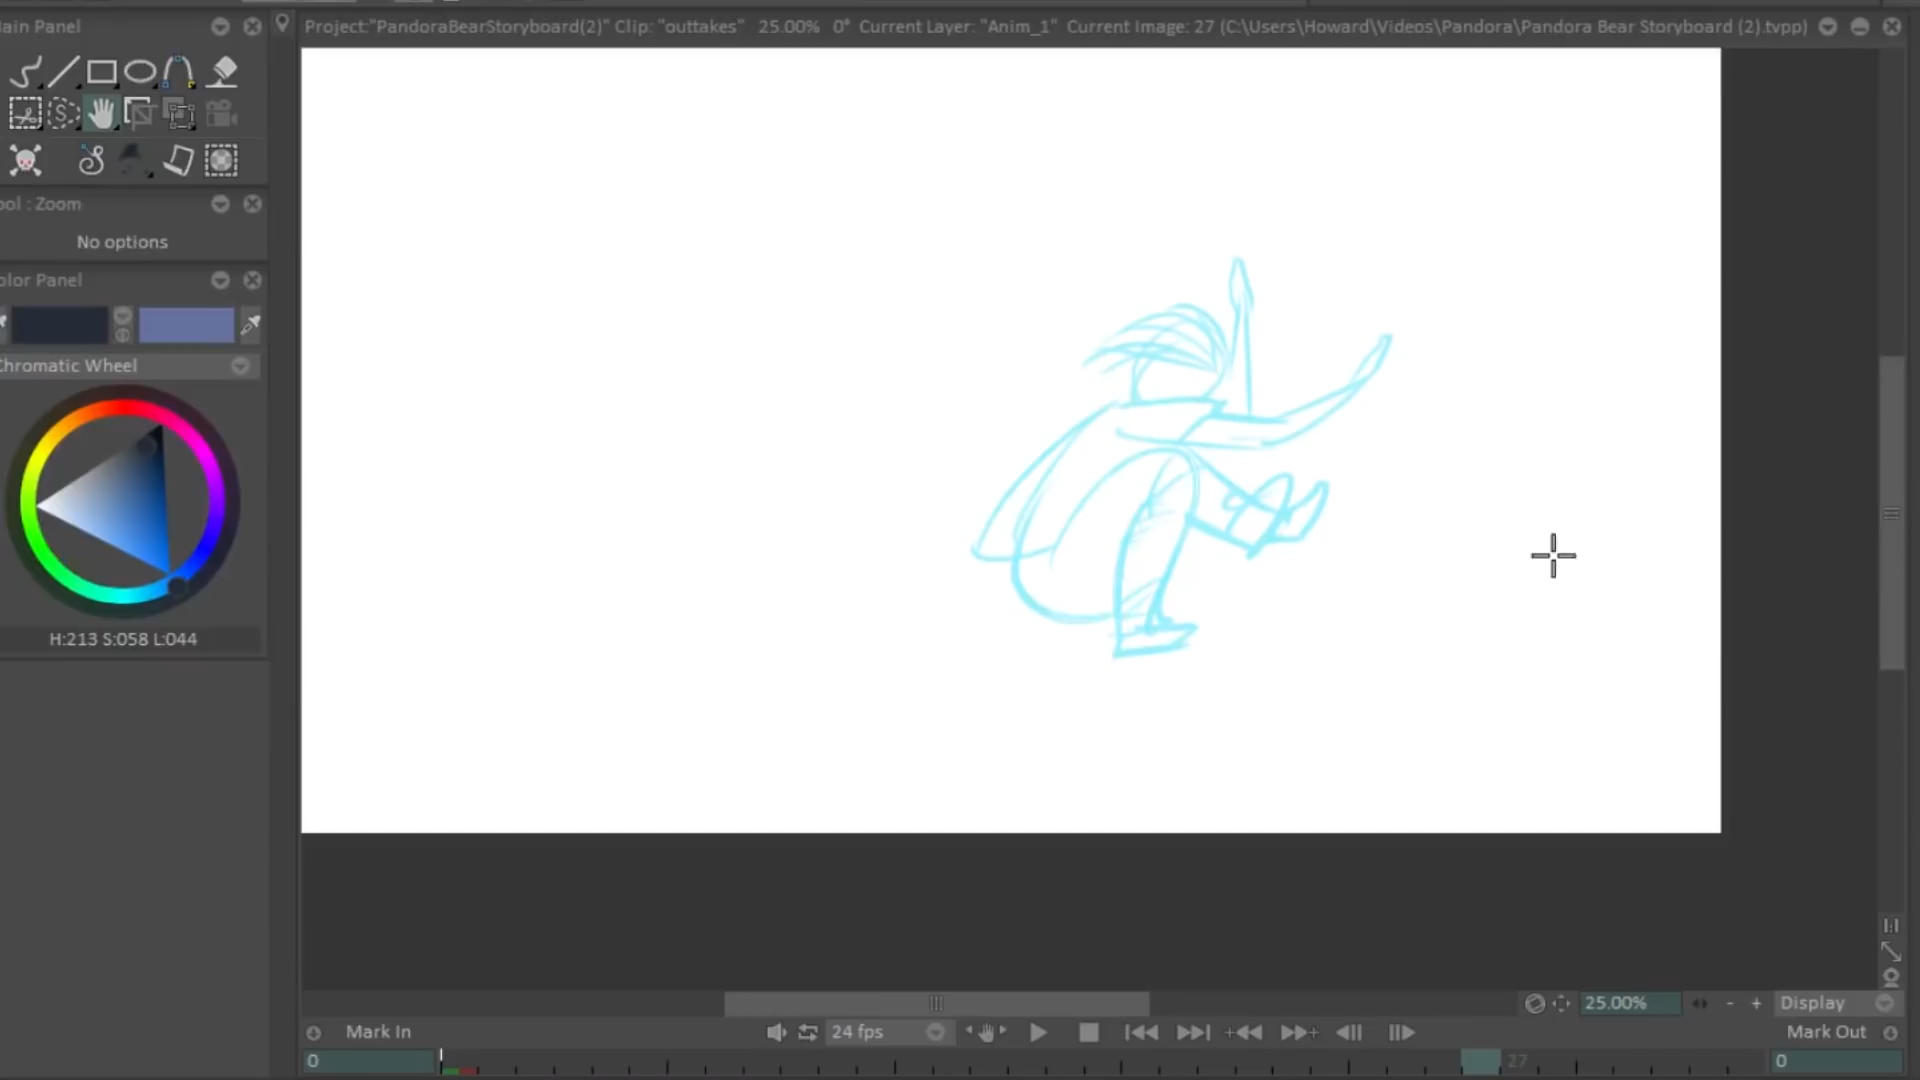 ain Panel
Project:"PandoraBearStoryboard(2)" Clip: "outtakes" 25.00% 0° Current Layer: "Anim_1" Current Image: 27 (C:\Users\Howard\Videos\Pandora\Pandora Bear Storyboard (2).tvpp)
ool : Zoom
No options
olor Panel
Chromatic Wheel
H:213 S:058 L:044
25.00% - + Display
Mark In 24 fps Mark Out
0 27 0